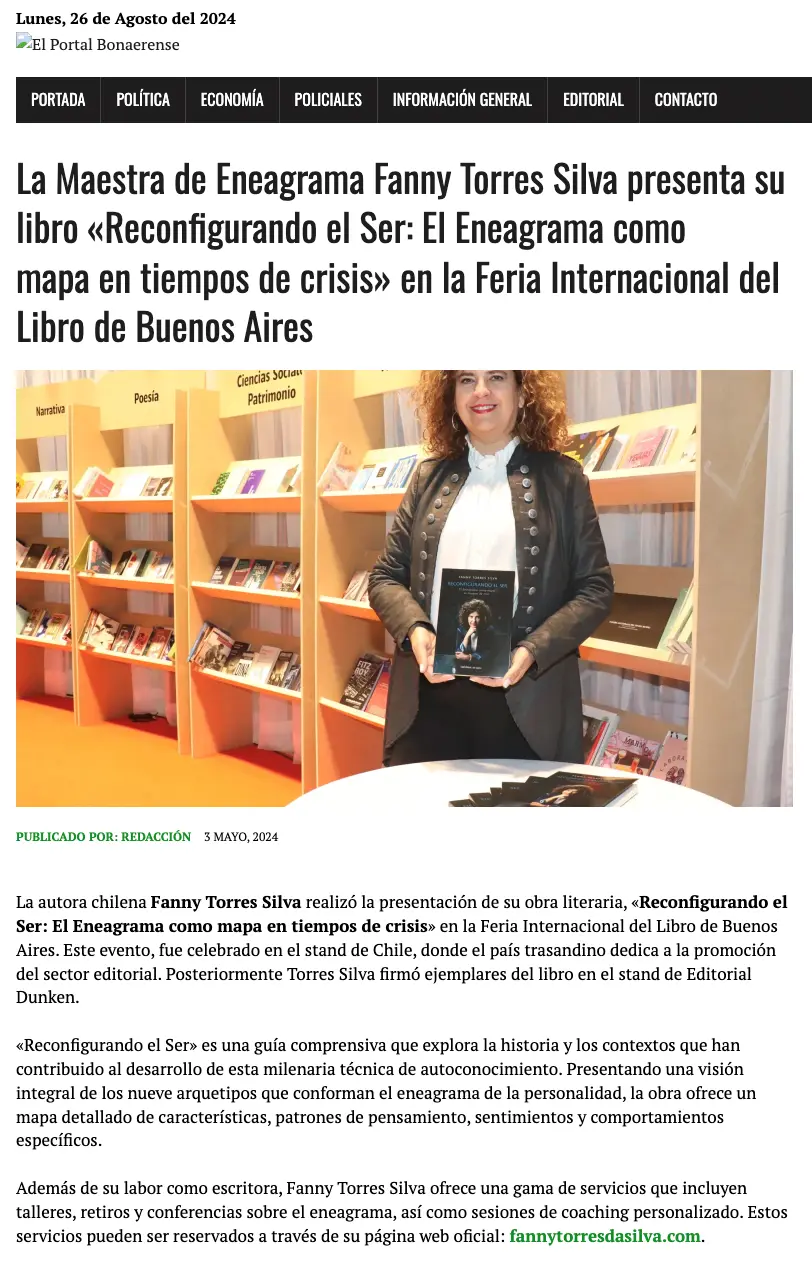 Lunes, 26 de Agosto del 2024
El Portal Bonaerense
PORTADA
POLÍTICA
ECONOMÍA
POLICIALES
INFORMACIÓN GENERAL
EDITORIAL
CONTACTO
La Maestra de Eneagrama Fanny Torres Silva presenta su
libro «Reconfigurando el Ser: El Eneagrama como
mapa en tiempos de crisis» en la Feria Internacional del
Libro de Buenos Aires
Narrativa
Poesía
Ciencias Sociales
Patrimonio
FANNY TORRES SILVA
RECONFIGURANDO EL SER
FITZ ROY
PUBLICADO POR: REDACCIÓN 3 MAYO, 2024
La autora chilena Fanny Torres Silva realizó la presentación de su obra literaria, «Reconfigurando el
Ser: El Eneagrama como mapa en tiempos de crisis» en la Feria Internacional del Libro de Buenos
Aires. Este evento, fue celebrado en el stand de Chile, donde el país trasandino dedica a la promoción
del sector editorial. Posteriormente Torres Silva firmó ejemplares del libro en el stand de Editorial
Dunken.
«Reconfigurando el Ser» es una guía comprensiva que explora la historia y los contextos que han
contribuido al desarrollo de esta milenaria técnica de autoconocimiento. Presentando una visión
integral de los nueve arquetipos que conforman el eneagrama de la personalidad, la obra ofrece un
mapa detallado de características, patrones de pensamiento, sentimientos y comportamientos
específicos.
Además de su labor como escritora, Fanny Torres Silva ofrece una gama de servicios que incluyen
talleres, retiros y conferencias sobre el eneagrama, así como sesiones de coaching personalizado. Estos
servicios pueden ser reservados a través de su página web oficial: fannytorresdasilva.com.